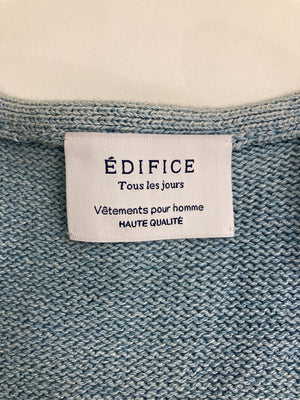 ÉDIFICE
Tous les jours
Vêtements pour homme
HAUTE QUALITÉ